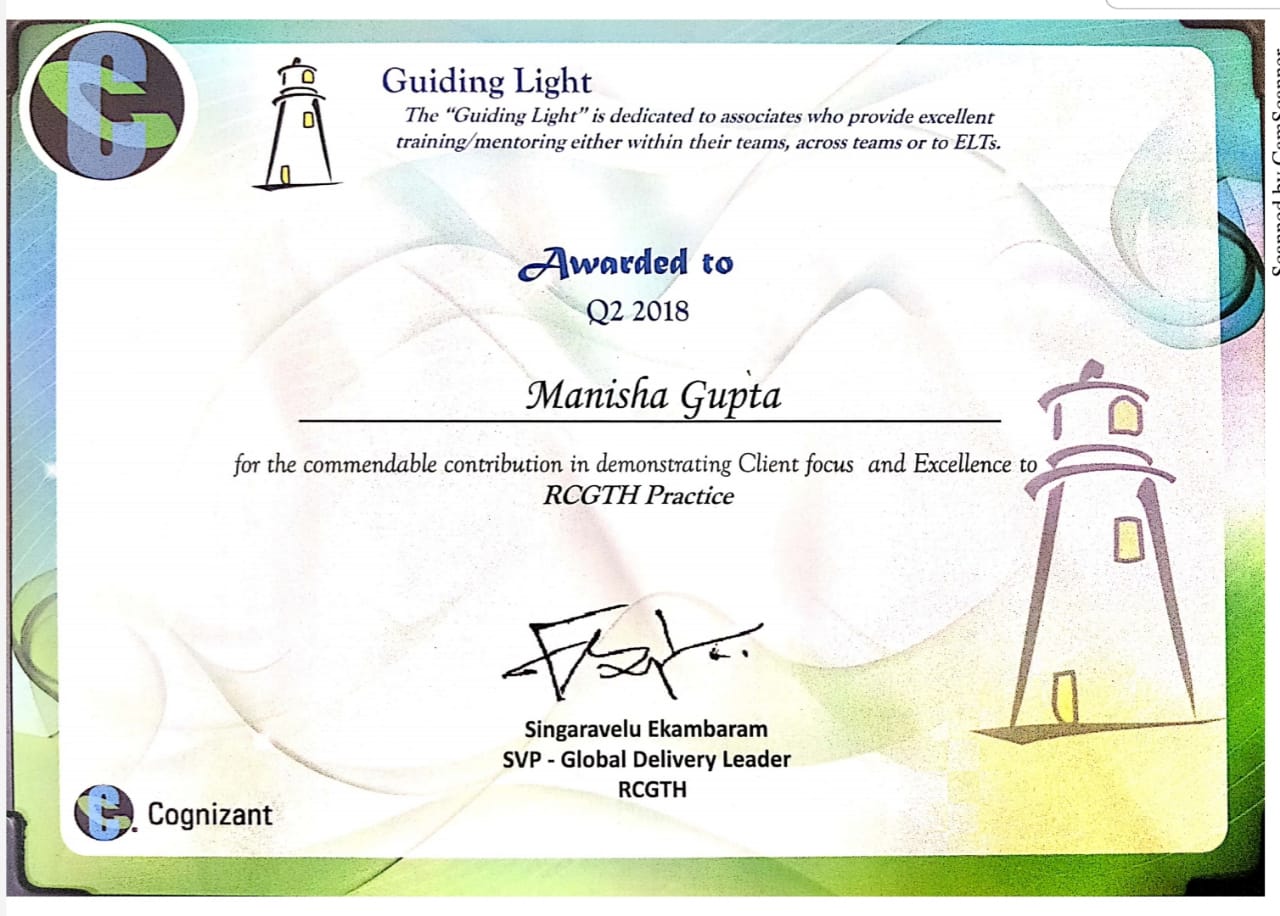 Guiding Light
The “Guiding Light” is dedicated to associates who provide excellent
training/mentoring either within their teams, across teams or to ELTs.
Awarded to
Q2 2018
Manisha Gupta
for the commendable contribution in demonstrating Client focus and Excellence to
RCGTH Practice
Singaravelu Ekambaram
SVP - Global Delivery Leader
RCGTH
Cognizant
Scanned by CamScanner